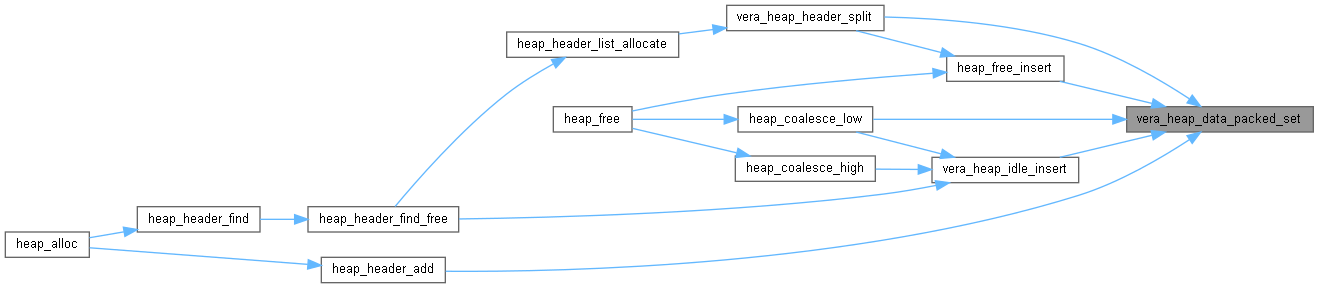 vera_heap_header_split
heap_header_list_allocate
heap_free_insert
heap_free
heap_coalesce_low
vera_heap_data_packed_set
heap_coalesce_high
vera_heap_idle_insert
heap_header_find
heap_header_find_free
heap_alloc
heap_header_add